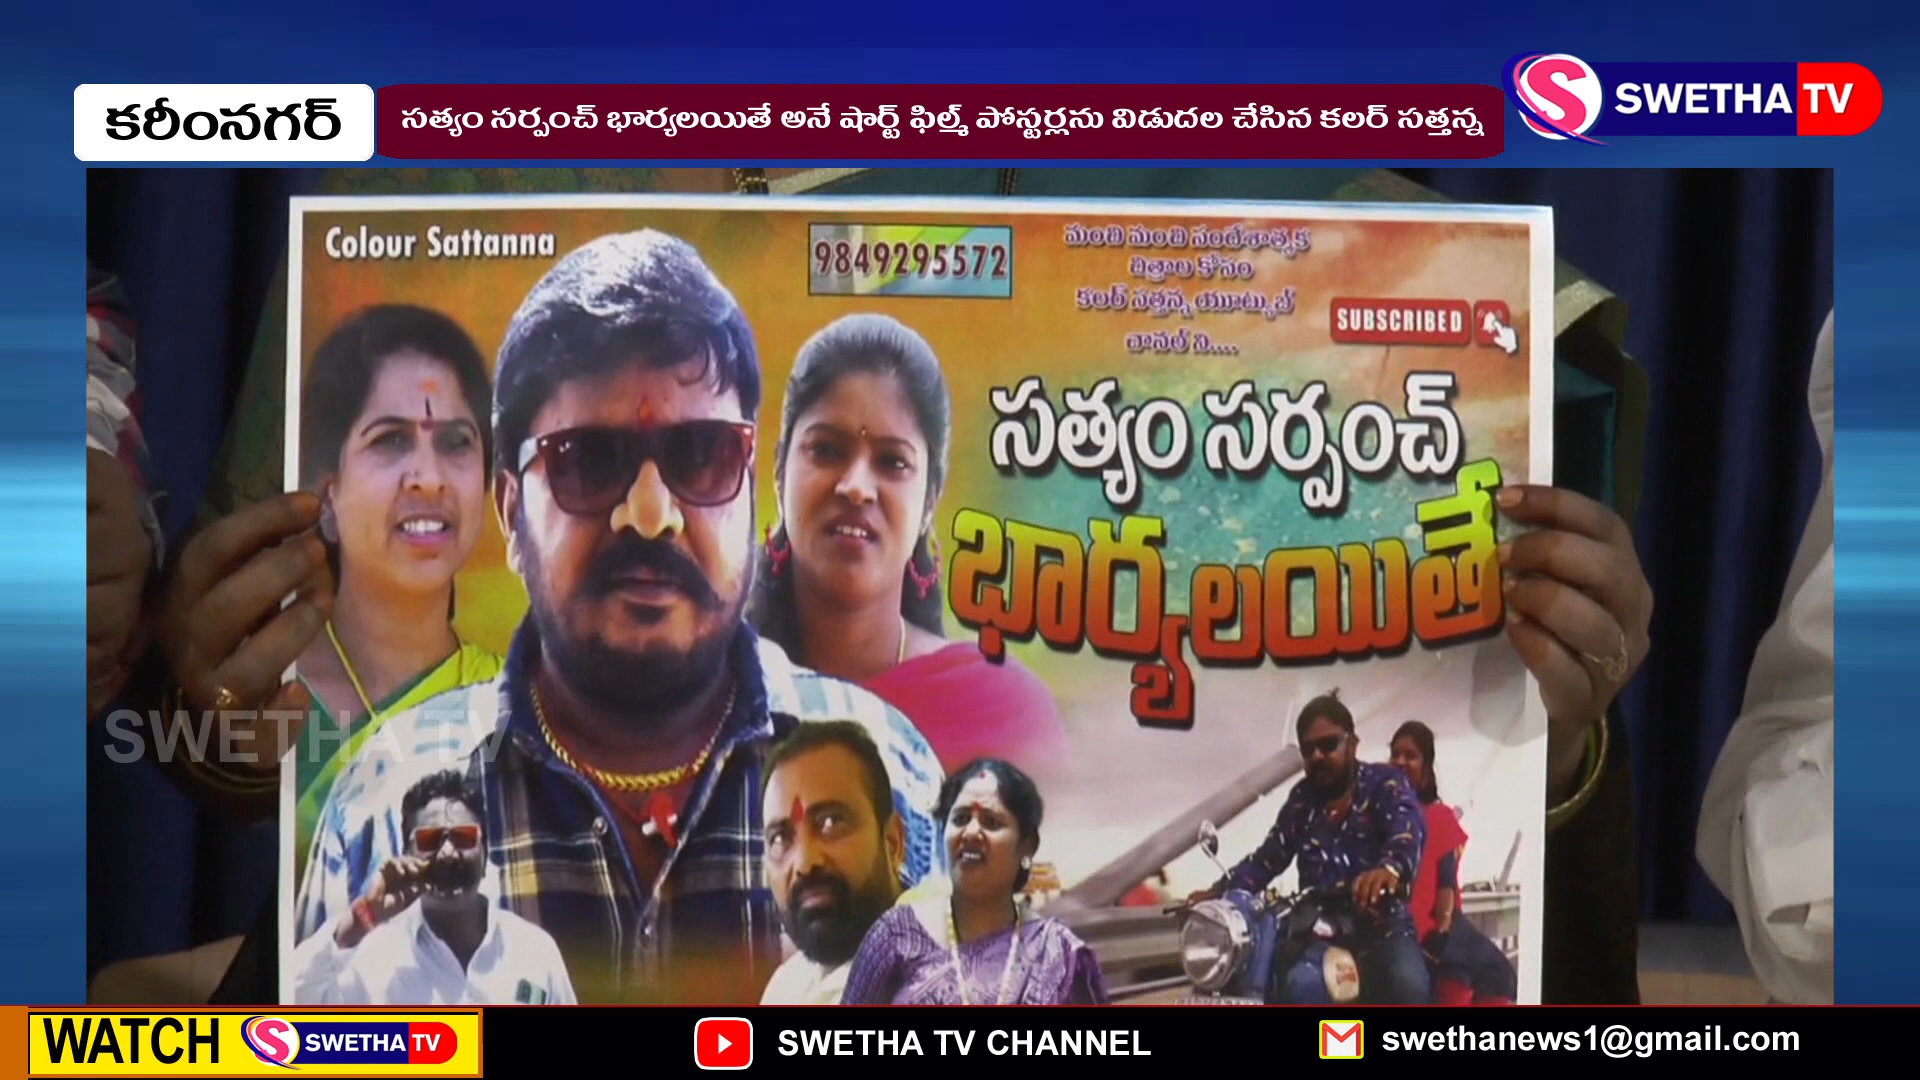 కరీంనగర్
సత్యం సర్పంచ్ భార్యలయితే అనే షార్ట్ ఫిల్మ్ పోస్టర్లను విడుదల చేసిన కలర్ సత్తన్న
SWETHA TV
Colour Sattanna
9849295572
మంచి మంచి సందేశాత్మక
చిత్రాల కోసం
కలర్ సత్తన్న యూట్యుబ్
చానల్ ని....
SUBSCRIBED
సత్యం సర్పంచ్
భార్యలయితే
SWETHA TV
WATCH SWETHA TV
SWETHA TV CHANNEL
swethanews1@gmail.com